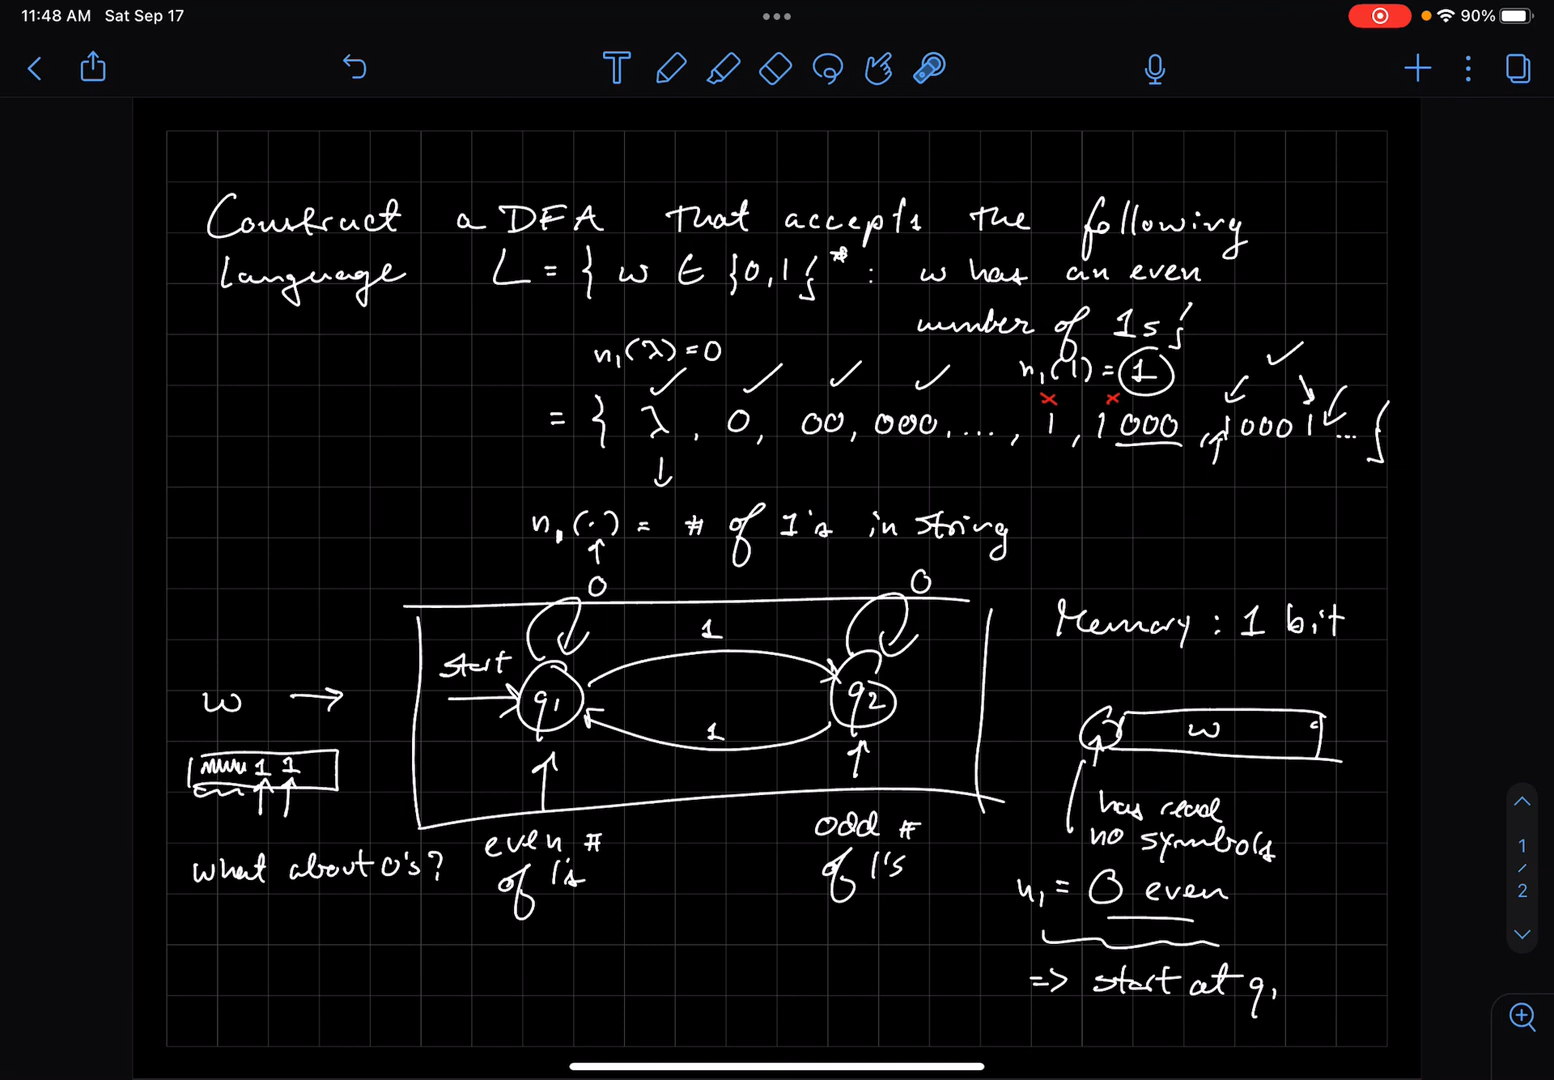 11:48 AM Sat Sep 17
90%
Construct a DFA that accepts the following
language L = { w ∈ {0,1}* : w has an even
number of 1s}
n₁(λ) = 0
n₁(1) = 1
= { λ, 0, 00, 000, ..., 1, 1000, 10001 ... }
n₁(·) = # of 1's in string
0
0
Memory : 1 bit
1
start
q₁
q₂
w →
w
1
1 1
has read
no symbols
even #
of 1's
odd #
of 1's
what about 0's?
n₁ = 0 even
=> start at q₁
1
/
2